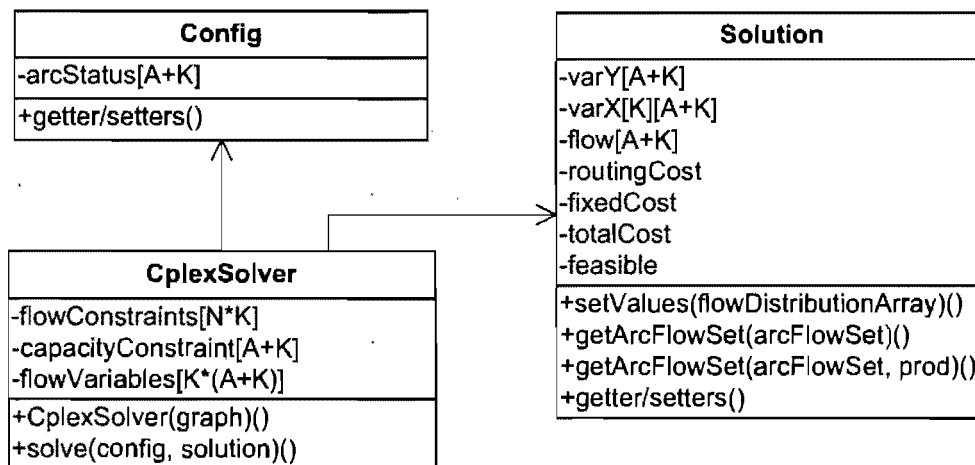 Config
-arcStatus[A+K]
+getter/setters()
Solution
-varY[A+K]
-varX[K][A+K]
-flow[A+K]
-routingCost
-fixedCost
-totalCost
-feasible
+setValues(flowDistributionArray)()
+getArcFlowSet(arcFlowSet)()
+getArcFlowSet(arcFlowSet, prod)()
+getter/setters()
CplexSolver
-flowConstraints[N*K]
-capacityConstraint[A+K]
-flowVariables[K*(A+K)]
+CplexSolver(graph)()
+solve(config, solution)()